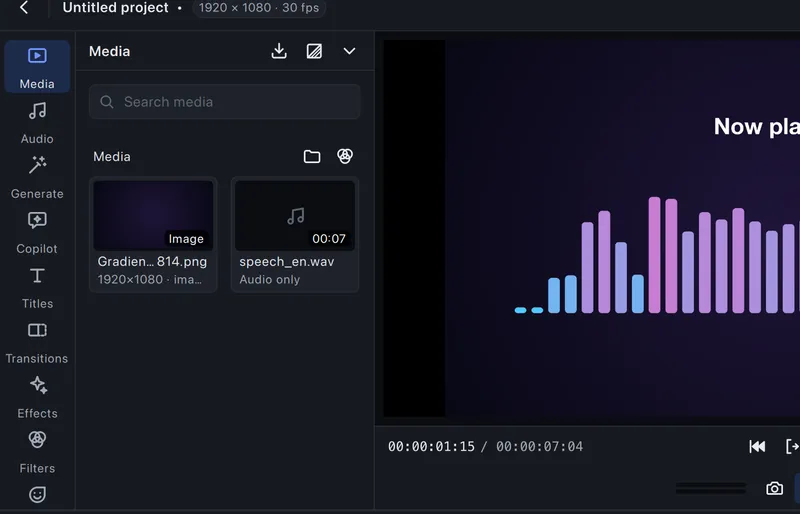 Untitled project • 1920 × 1080 · 30 fps
Media
Audio
Generate
Copilot
Titles
Transitions
Effects
Filters
Media
Search media
Media
Image
00:07
Gradien... 814.png
speech_en.wav
1920×1080 · ima...
Audio only
Now pla
00:00:01:15 / 00:00:07:04